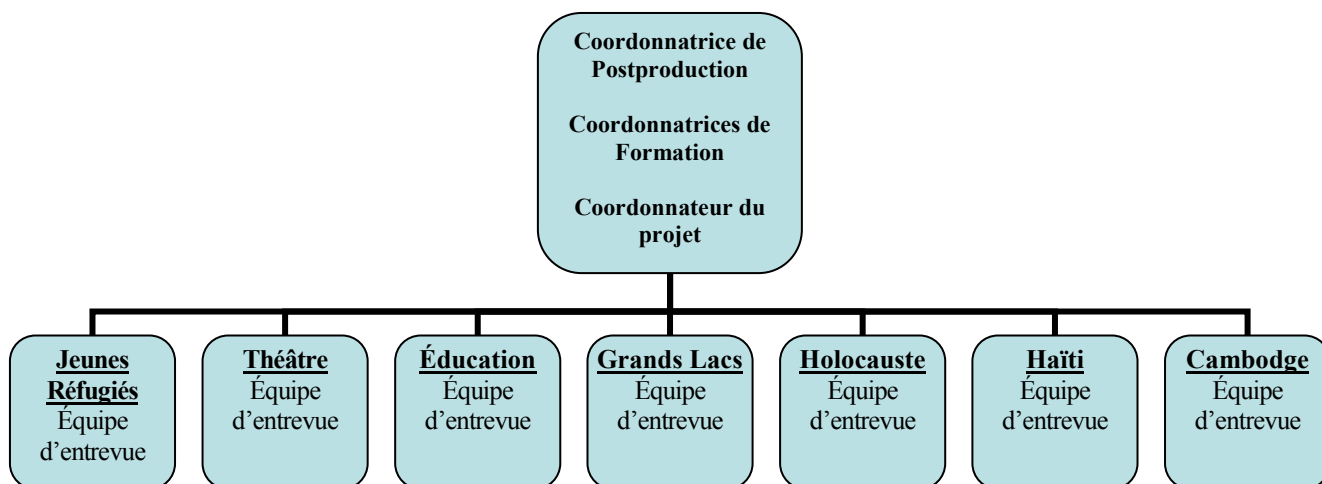 Coordonnatrice de
Postproduction
Coordonnatrices de
Formation
Coordonnateur du
projet
Jeunes
Réfugiés
Équipe
d’entrevue
Théâtre
Équipe
d’entrevue
Éducation
Équipe
d’entrevue
Grands Lacs
Équipe
d’entrevue
Holocauste
Équipe
d’entrevue
Haïti
Équipe
d’entrevue
Cambodge
Équipe
d’entrevue